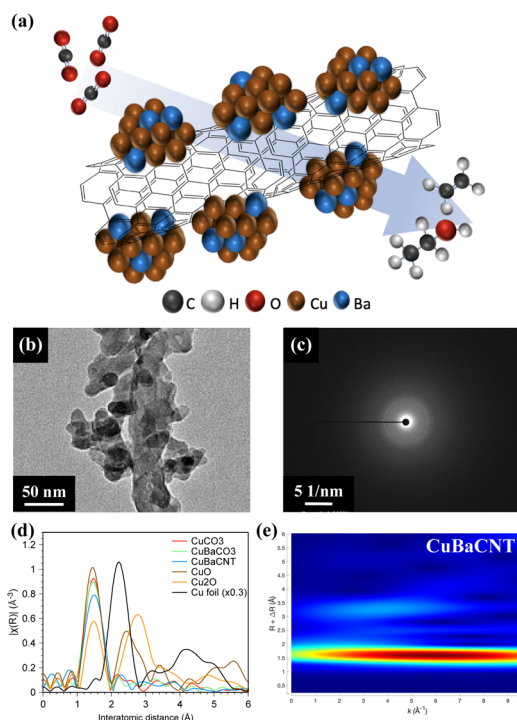 (a)
C H O Cu Ba
(b)
50 nm
(c)
5 1/nm
(d)
CuCO3
CuBaCO3
CuBaCNT
CuO
Cu2O
Cu foil (x0.3)
|χ(R)| (Å-3)
1.2
1
0.8
0.6
0.4
0.2
0
0 1 2 3 4 5 6
Interatomic distance (Å)
(e)
CuBaCNT
R + ΔR (Å)
6
5.5
5
4.5
4
3.5
3
2.5
2
1.5
1
0.5
0 1 2 3 4 5 6 7 8 9
k (Å-1)